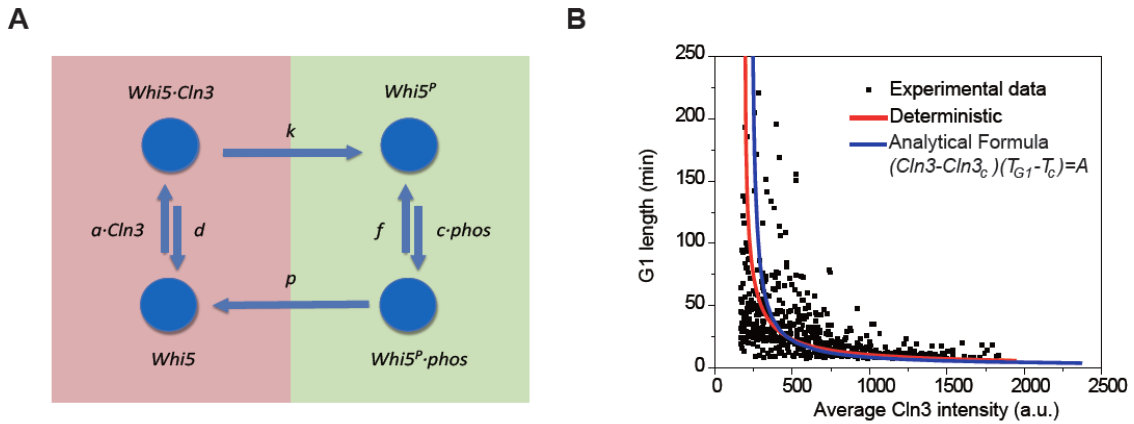 A
Whi5·Cln3
Whi5ᴾ
k
a·Cln3
d
f
c·phos
p
Whi5
Whi5ᴾ·phos
B
250
200
150
100
50
0
G1 length (min)
Experimental data
Deterministic
Analytical Formula
(Cln3-Cln3c)(TG1-Tc)=A
0
500
1000
1500
2000
2500
Average Cln3 intensity (a.u.)